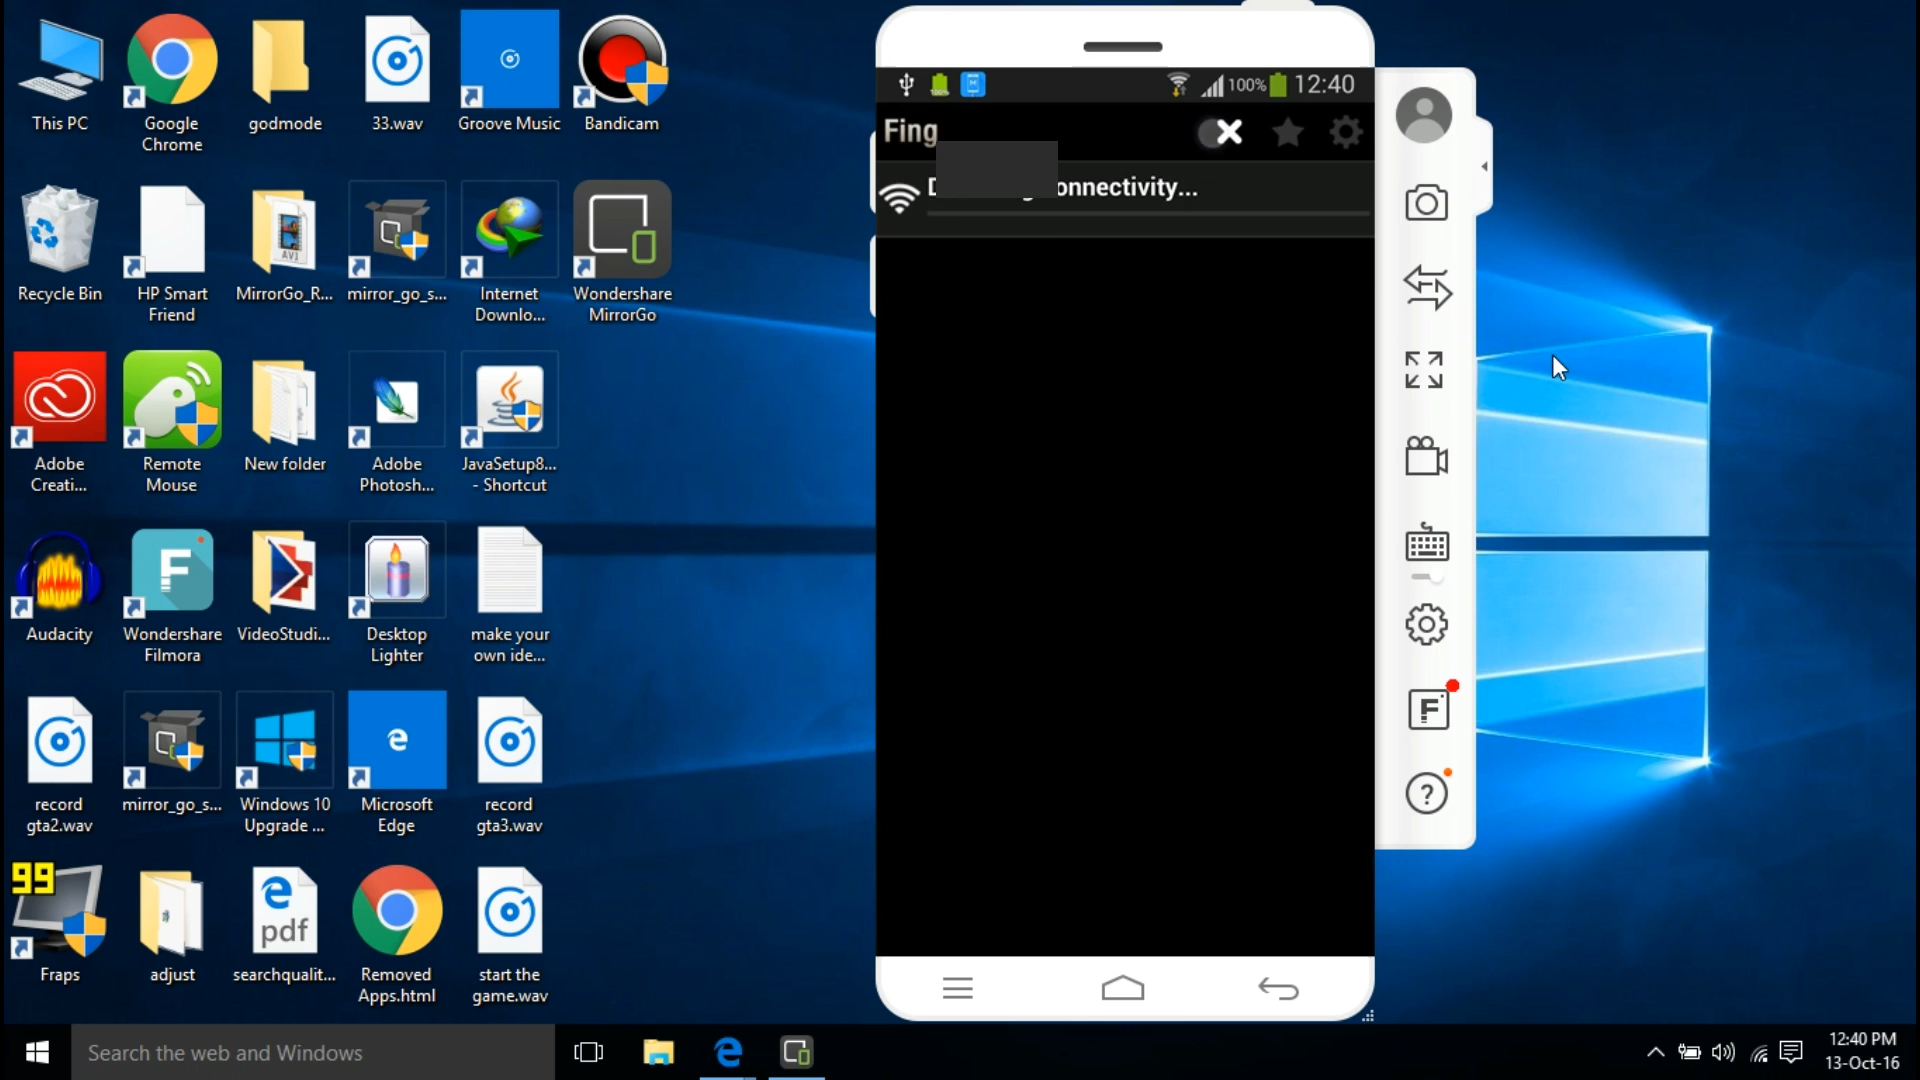 This PC
Google
Chrome
godmode
33.wav
Groove Music
Bandicam
Recycle Bin
HP Smart
Friend
AVI
MirrorGo_R...
mirror_go_s...
Internet
Downlo...
Wondershare
MirrorGo
Adobe
Creati...
Remote
Mouse
New folder
Adobe
Photosh...
JavaSetup8...
- Shortcut
Audacity
F
Wondershare
Filmora
VideoStudi...
Desktop
Lighter
make your
own ide...
record
gta2.wav
mirror_go_s...
Windows 10
Upgrade ...
Microsoft
Edge
record
gta3.wav
99
Fraps
adjust
pdf
searchqualit...
Removed
Apps.html
start the
game.wav
100%
100% 12:40
Fing
onnectivity...
F
?
Search the web and Windows
12:40 PM
13-Oct-16